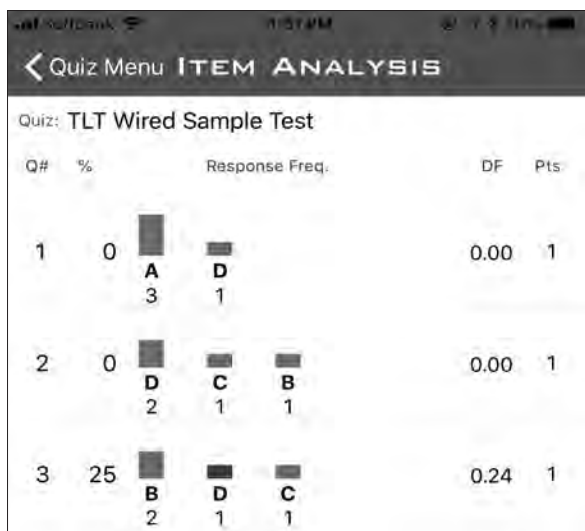 Quiz Menu ITEM ANALYSIS
Quiz: TLT Wired Sample Test
Q# % Response Freq. DF Pts
1 0 A D 0.00 1
3 1
2 0 D C B 0.00 1
2 1 1
3 25 B D C 0.24 1
2 1 1